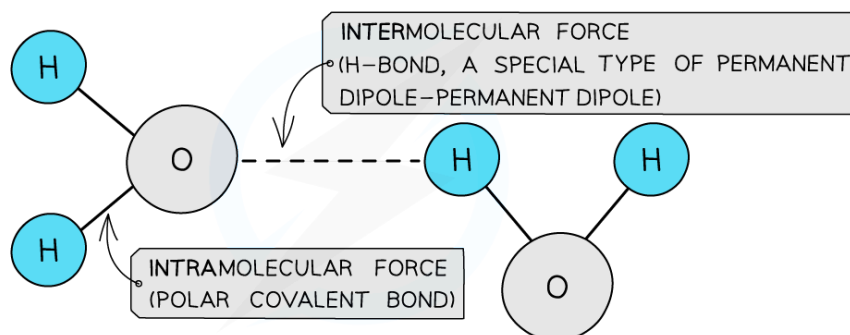 INTERMOLECULAR FORCE
(H-BOND, A SPECIAL TYPE OF PERMANENT
DIPOLE-PERMANENT DIPOLE)
H
O
H
H
H
INTRAMOLECULAR FORCE
(POLAR COVALENT BOND)
O